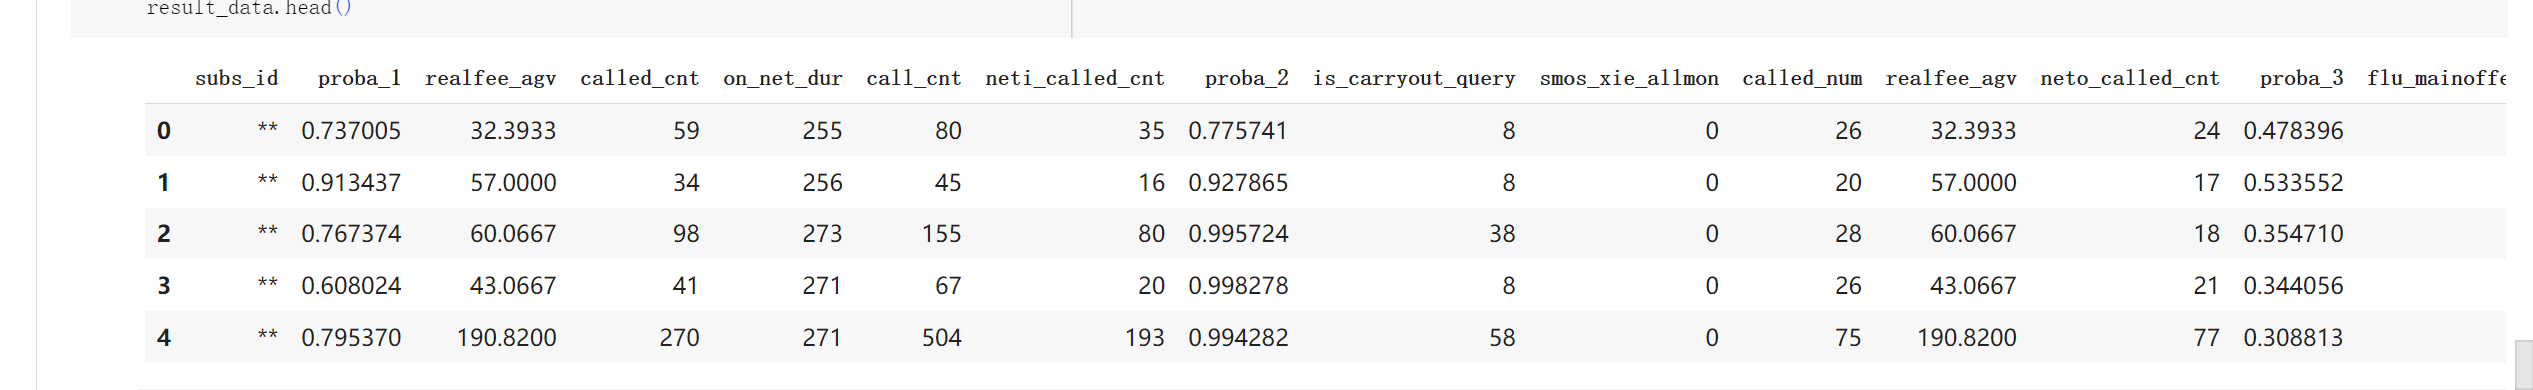 result_data.head()
subs_id proba_1 realfee_agv called_cnt on_net_dur call_cnt neti_called_cnt proba_2 is_carryout_query smos_xie_allmon called_num realfee_agv neto_called_cnt proba_3 flu_mainoffe
0 ** 0.737005 32.3933 59 255 80 35 0.775741 8 0 26 32.3933 24 0.478396
1 ** 0.913437 57.0000 34 256 45 16 0.927865 8 0 20 57.0000 17 0.533552
2 ** 0.767374 60.0667 98 273 155 80 0.995724 38 0 28 60.0667 18 0.354710
3 ** 0.608024 43.0667 41 271 67 20 0.998278 8 0 26 43.0667 21 0.344056
4 ** 0.795370 190.8200 270 271 504 193 0.994282 58 0 75 190.8200 77 0.308813